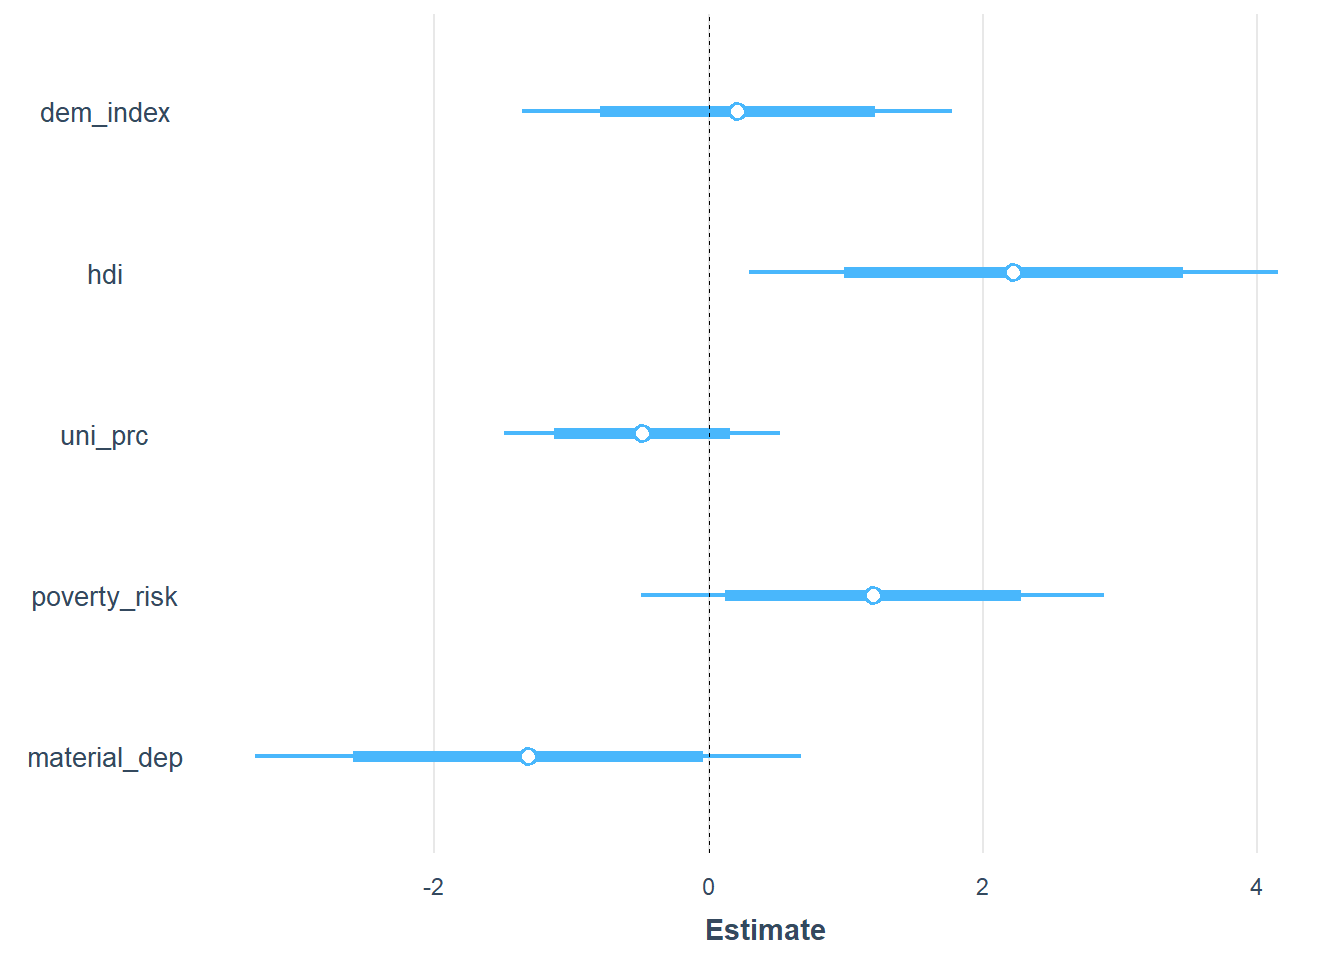 dem_index
hdi
uni_prc
poverty_risk
material_dep
-2 0 2 4
Estimate